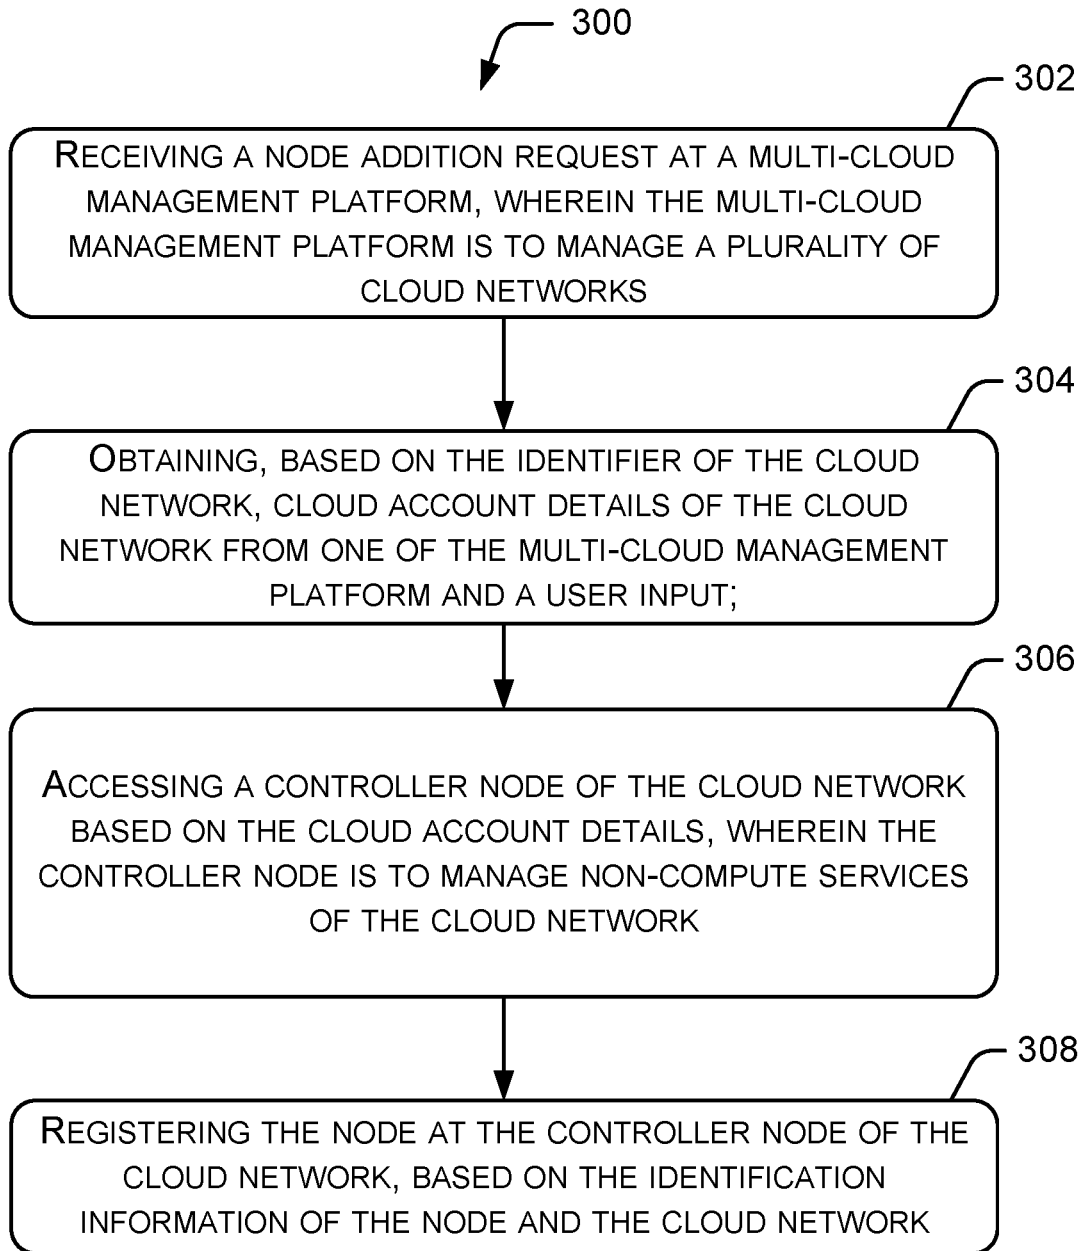 300
302
RECEIVING A NODE ADDITION REQUEST AT A MULTI-CLOUD
MANAGEMENT PLATFORM, WHEREIN THE MULTI-CLOUD
MANAGEMENT PLATFORM IS TO MANAGE A PLURALITY OF
CLOUD NETWORKS
304
OBTAINING, BASED ON THE IDENTIFIER OF THE CLOUD
NETWORK, CLOUD ACCOUNT DETAILS OF THE CLOUD
NETWORK FROM ONE OF THE MULTI-CLOUD MANAGEMENT
PLATFORM AND A USER INPUT;
306
ACCESSING A CONTROLLER NODE OF THE CLOUD NETWORK
BASED ON THE CLOUD ACCOUNT DETAILS, WHEREIN THE
CONTROLLER NODE IS TO MANAGE NON-COMPUTE SERVICES
OF THE CLOUD NETWORK
308
REGISTERING THE NODE AT THE CONTROLLER NODE OF THE
CLOUD NETWORK, BASED ON THE IDENTIFICATION
INFORMATION OF THE NODE AND THE CLOUD NETWORK